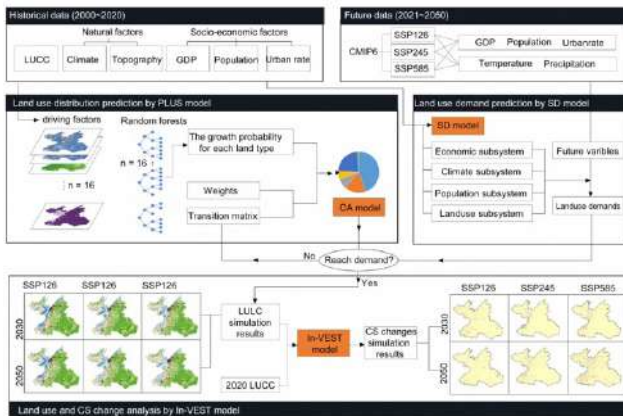 Historical data (2000~2020)
Natural factors
Socio-economic factors
LUCC
Climate
Topography
GDP
Population
Urban rate
Future data (2021~2050)
CMIP6
SSP126
SSP245
SSP585
GDP Population Urbanrate
Temperature Precipitation
Land use distribution prediction by PLUS model
driving factors
n = 16
Random forests
n = 16
The growth probability
for each land type
Weights
Transition matrix
CA model
Land use demand prediction by SD model
SD model
Economic subsystem
Climate subsystem
Population subsystem
Landuse subsystem
Future varibles
Landuse demands
No
Reach demand?
Yes
SSP126 SSP126 SSP126
2030
2050
LULC
simulation
results
2020 LUCC
In-VEST
model
CS changes
simulation
results
SSP126 SSP245 SSP585
2030
2050
Land use and CS change analysis by In-VEST model